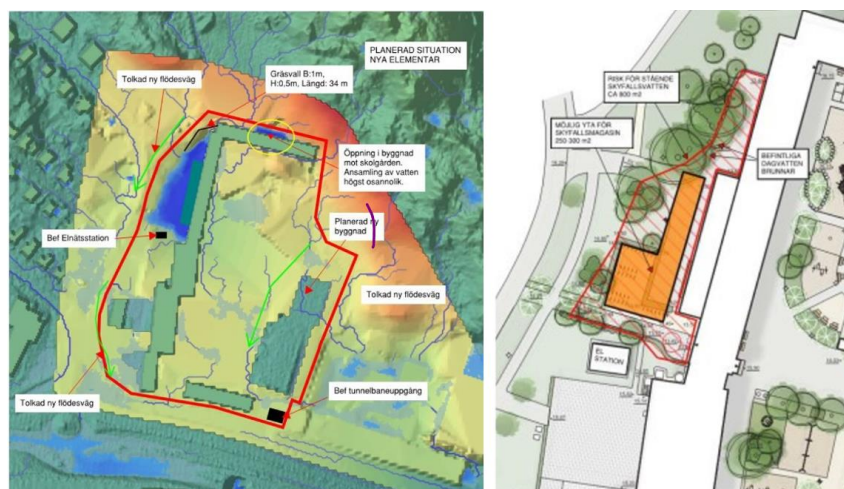 PLANERAD SITUATION
NYA ELEMENTAR
Tolkad ny flödesväg
Gräsvall B:1m,
H:0.5m, Längd: 34 m
Öppning i byggnad
mot skolgården.
Ansamling av vatten
högst osannolik.
Bef Elnätsstation
Planerad ny
byggnad
Tolkad ny flödesväg
Tolkad ny flödesväg
Bef tunnelbaneuppgång
RISK FÖR STÅENDE
SKYFALLSVATTEN
CA 800 m2
MÖJLIG YTA FÖR
SKYFALLSMAGASIN
250-300 m2
BEFINTLIGA
DAGVATTEN
BRUNNAR
EL
STATION